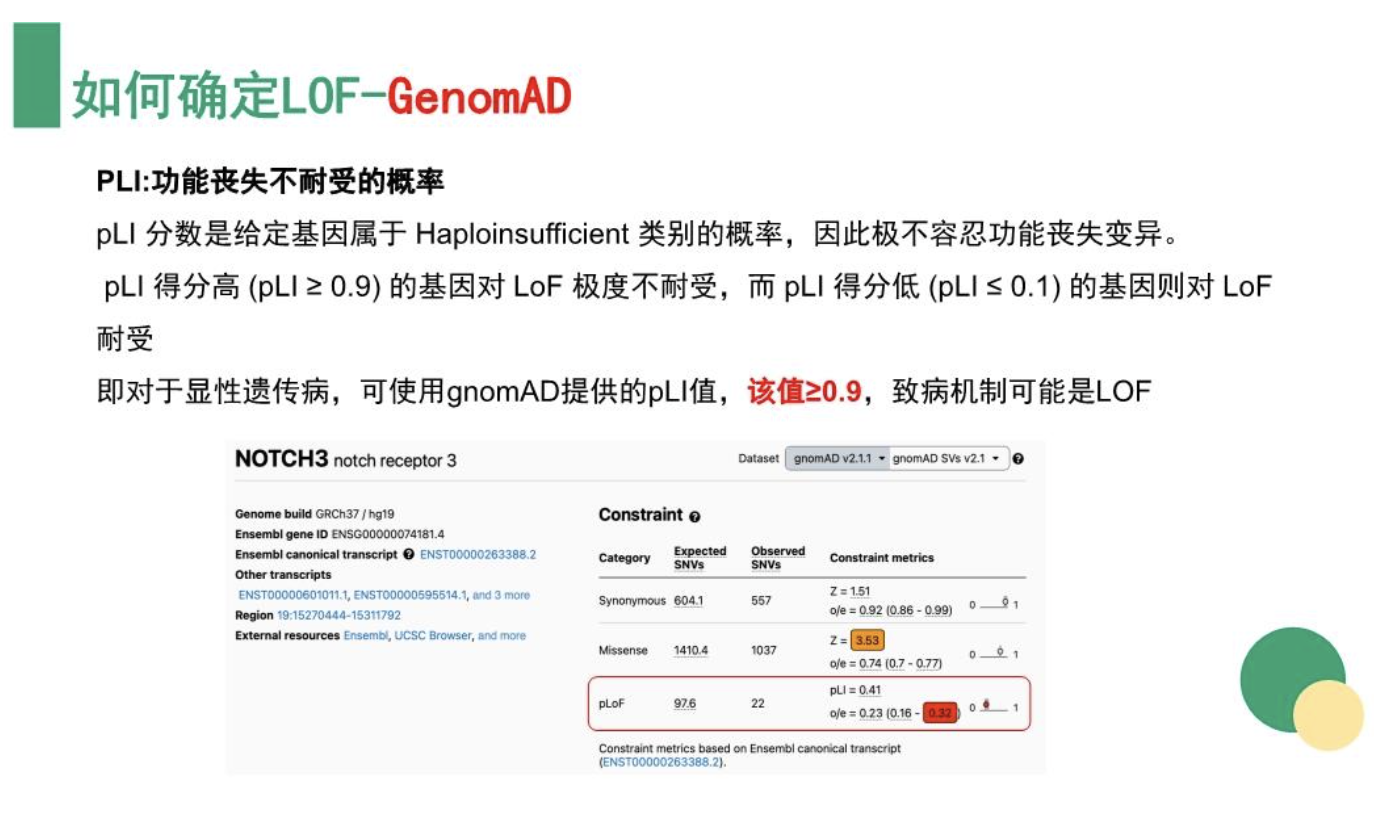 如何确定LOF-GenomAD
PLI:功能丧失不耐受的概率
pLI 分数是给定基因属于 Haploinsufficient 类别的概率，因此极不容忍功能丧失变异。
pLI 得分高 (pLI ≥ 0.9) 的基因对 LoF 极度不耐受，而 pLI 得分低 (pLI ≤ 0.1) 的基因则对 LoF
耐受
即对于显性遗传病，可使用gnomAD提供的pLI值，该值≥0.9，致病机制可能是LOF
NOTCH3 notch receptor 3
Dataset gnomAD v2.1.1 gnomAD SVs v2.1 ?
Genome build GRCh37 / hg19
Ensembl gene ID ENSG00000074181.4
Ensembl canonical transcript ? ENST00000263388.2
Other transcripts
ENST00000601011.1, ENST00000595514.1, and 3 more
Region 19:15270444-15311792
External resources Ensembl, UCSC Browser, and more
Constraint ?
Category Expected SNVs Observed SNVs Constraint metrics
Synonymous 604.1 557 Z = 1.51
o/e = 0.92 (0.86 - 0.99) 0 1
Missense 1410.4 1037 Z = 3.53
o/e = 0.74 (0.7 - 0.77) 0 1
pLoF 97.6 22 pLI = 0.41
o/e = 0.23 (0.16 - 0.32) 0 1
Constraint metrics based on Ensembl canonical transcript
(ENST00000263388.2).